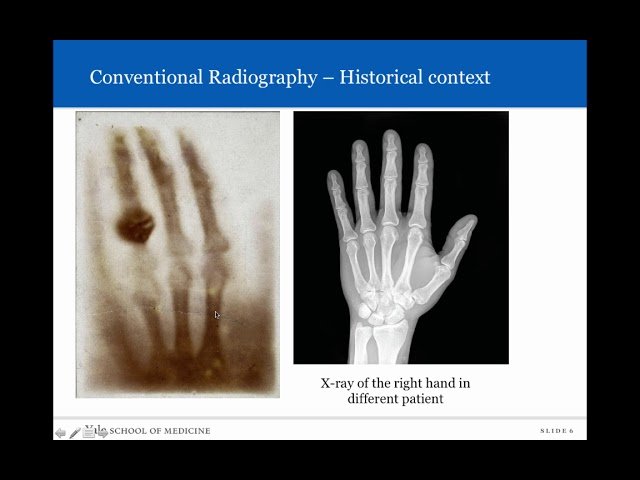 Conventional Radiography – Historical context
X-ray of the right hand in
different patient
Yale SCHOOL OF MEDICINE
SLIDE 6